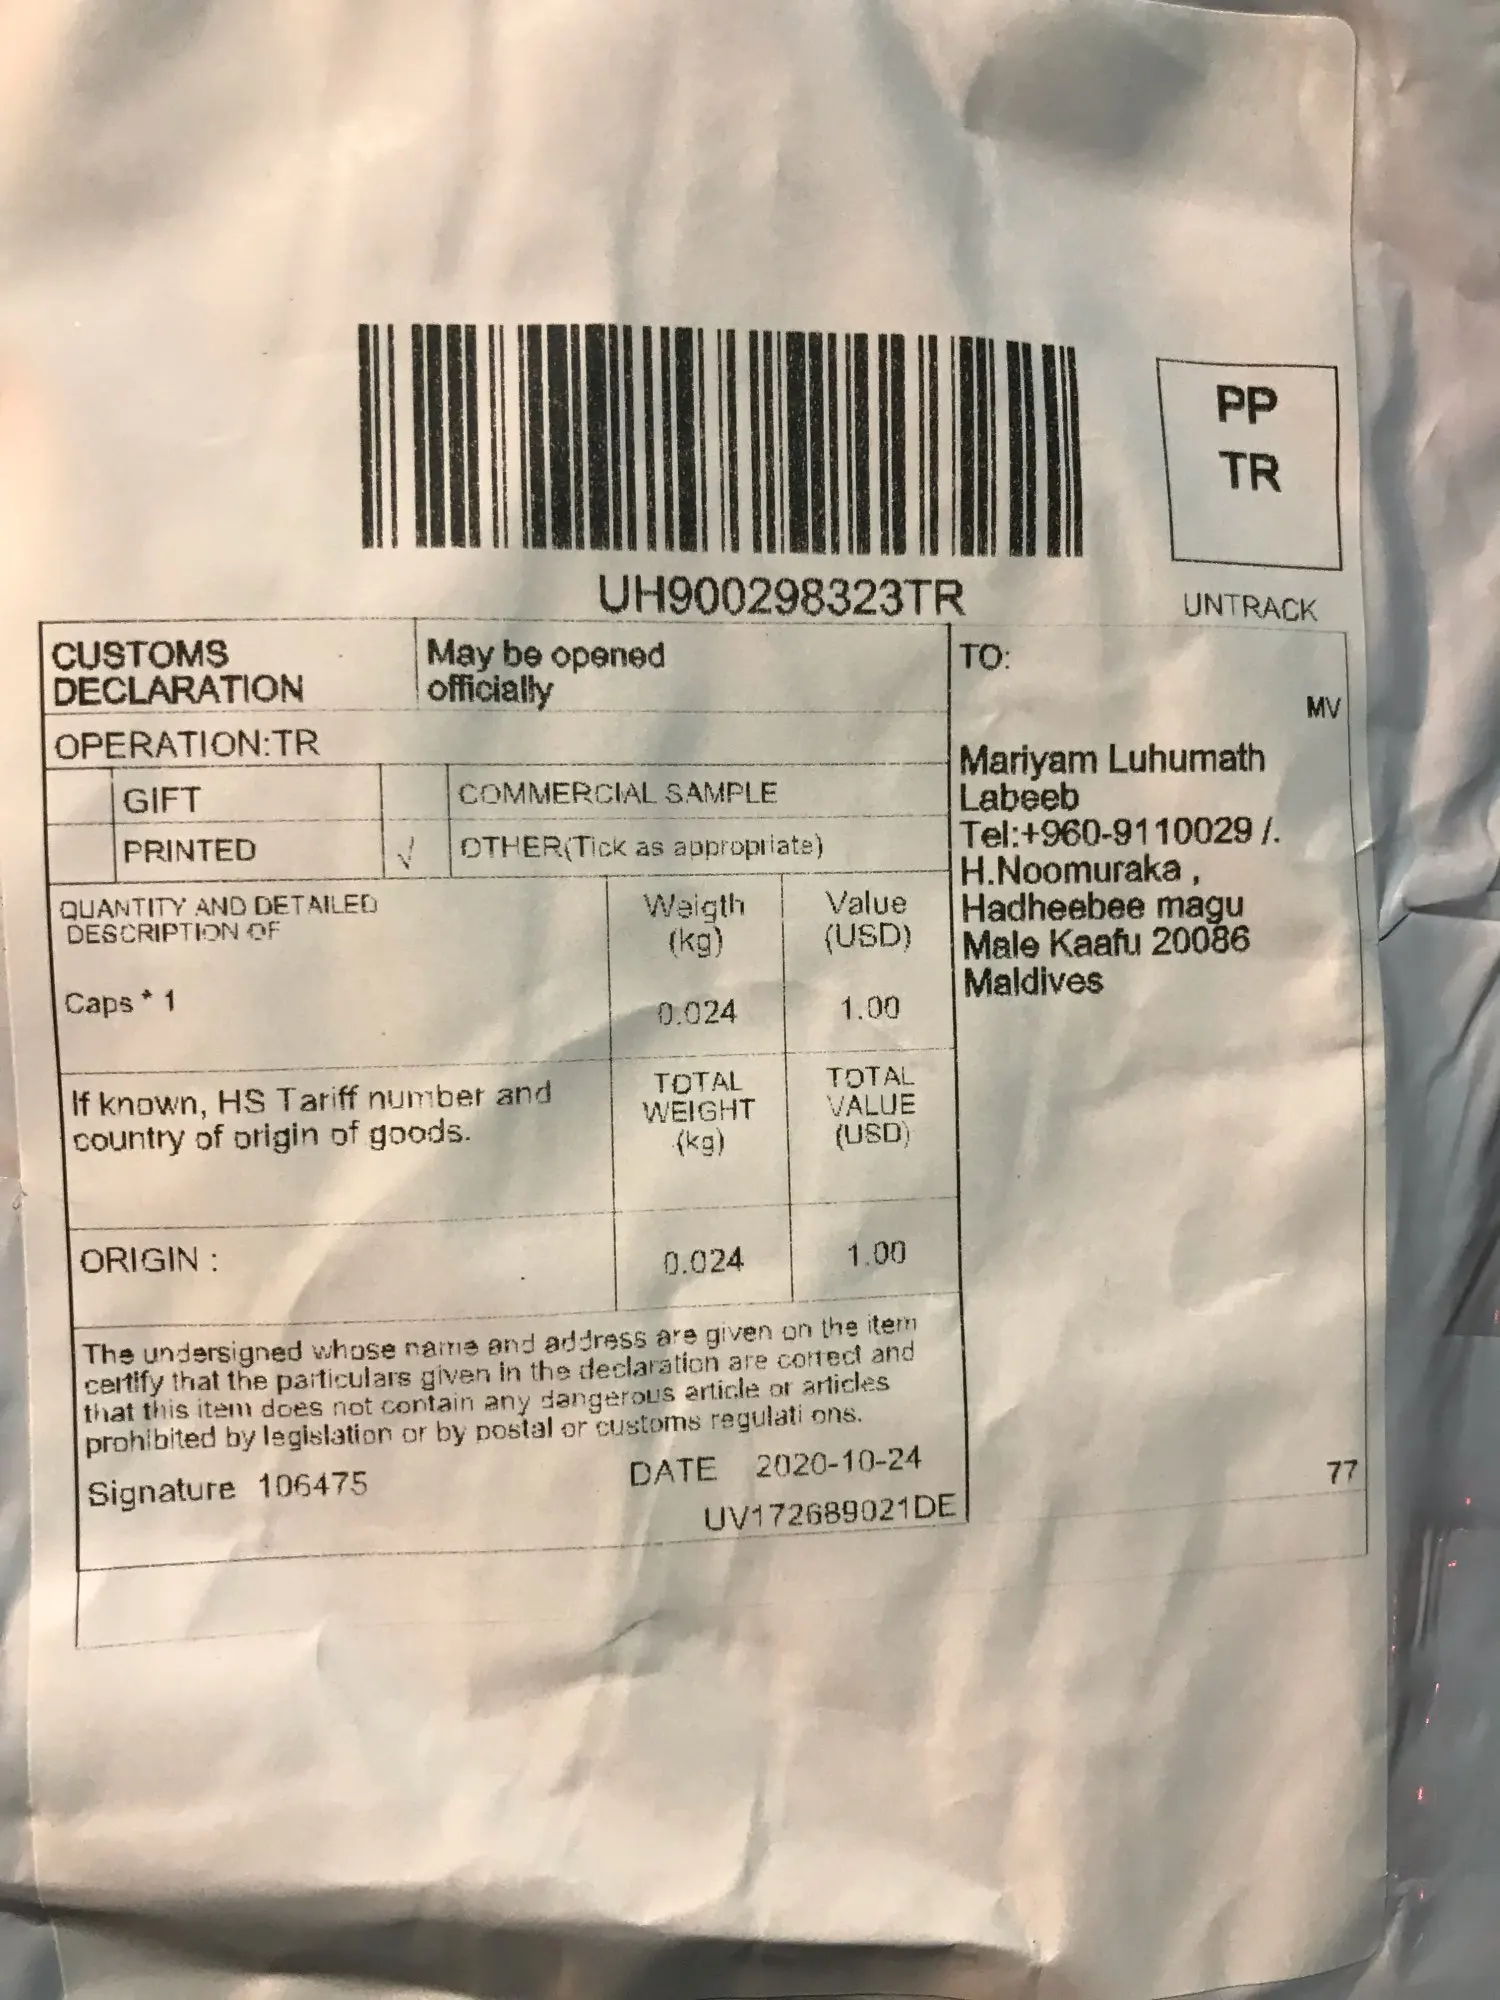 PP
TR
UH900298323TR
UNTRACK
CUSTOMS
DECLARATION
May be opened
officially
OPERATION:TR
GIFT
COMMERCIAL SAMPLE
PRINTED
√
OTHER(Tick as appropriate)
QUANTITY AND DETAILED
DESCRIPTION OF
Weigth
(kg)
Value
(USD)
Caps * 1
0.024
1.00
If known, HS Tariff number and
country of origin of goods.
TOTAL
WEIGHT
(kg)
TOTAL
VALUE
(USD)
ORIGIN :
0.024
1.00
The undersigned whose name and address are given on the item
certify that the particulars given in the declaration are correct and
that this item does not contain any dangerous article or articles
prohibited by legislation or by postal or customs regulati ons.
Signature 106475
DATE 2020-10-24
UV172689021DE
TO:
MV
Mariyam Luhumath
Labeeb
Tel:+960-9110029 /.
H.Noomuraka ,
Hadheebee magu
Male Kaafu 20086
Maldives
77